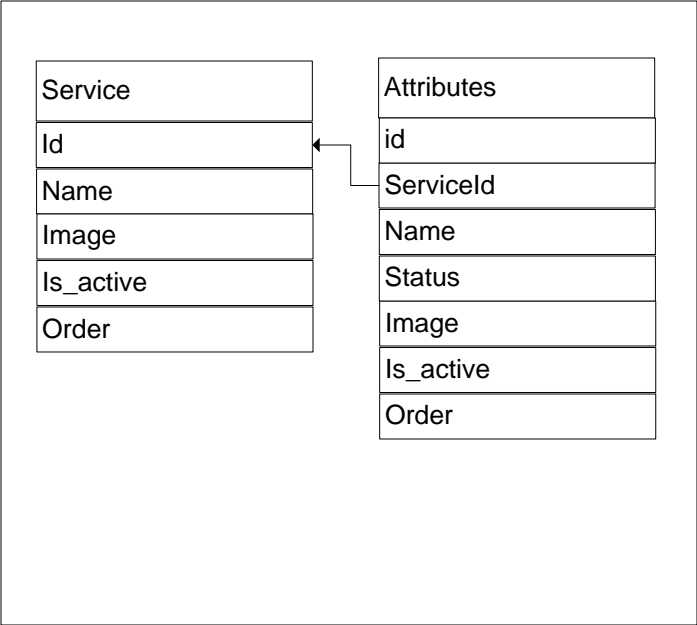 Service
Id
Name
Image
Is_active
Order
Attributes
id
ServiceId
Name
Status
Image
Is_active
Order